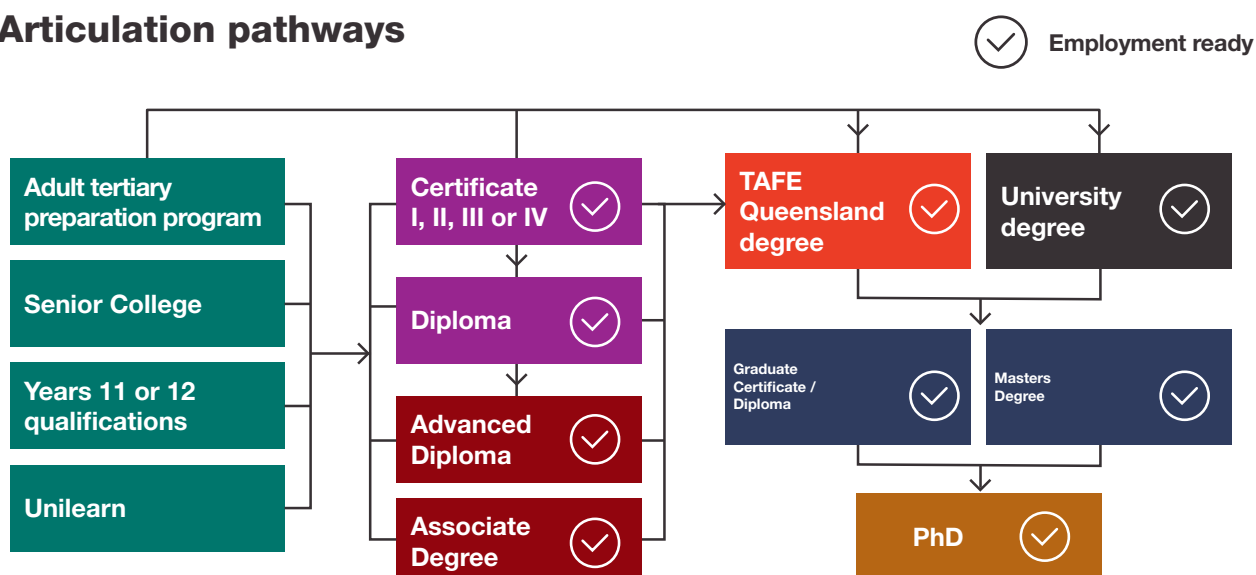 Articulation pathways
Employment ready
Adult tertiary
preparation program
Senior College
Years 11 or 12
qualifications
Unilearn
Certificate
I, II, III or IV
Diploma
Advanced
Diploma
Associate
Degree
TAFE
Queensland
degree
University
degree
Graduate
Certificate /
Diploma
Masters
Degree
PhD